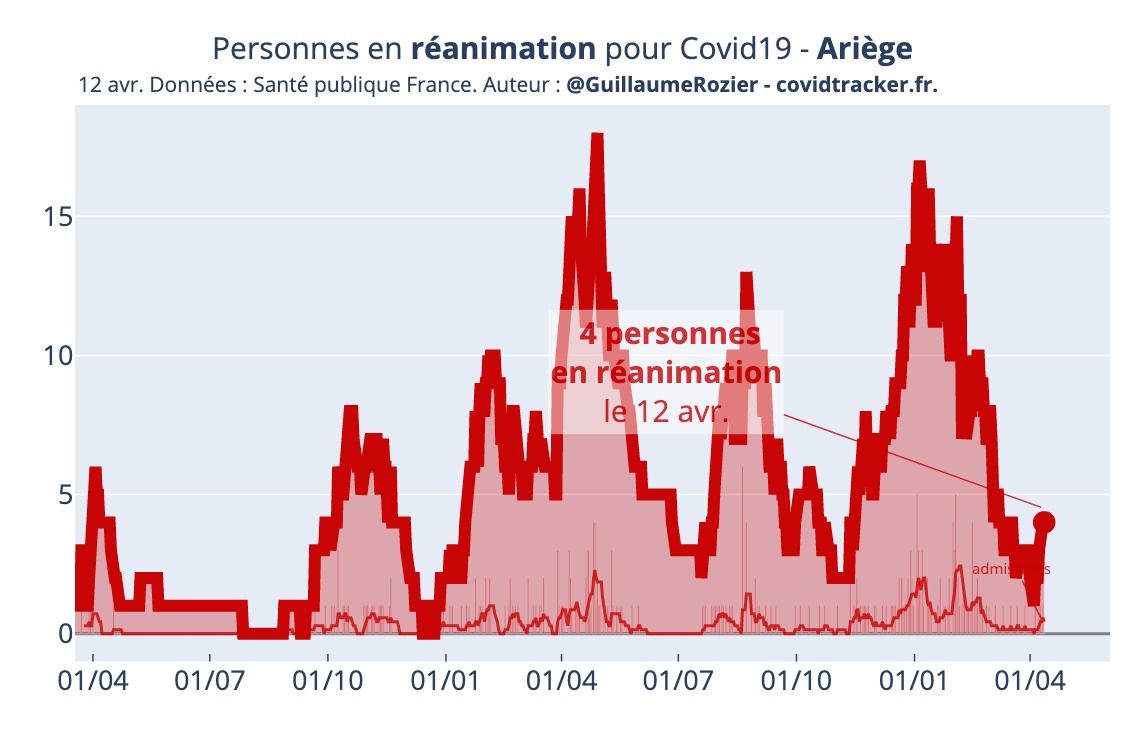 Personnes en réanimation pour Covid19 - Ariège
12 avr. Données : Santé publique France. Auteur : @GuillaumeRozier - covidtracker.fr.
15
10
5
0
4 personnes
en réanimation
le 12 avr.
01/04 01/07 01/10 01/01 01/04 01/07 01/10 01/01 01/04